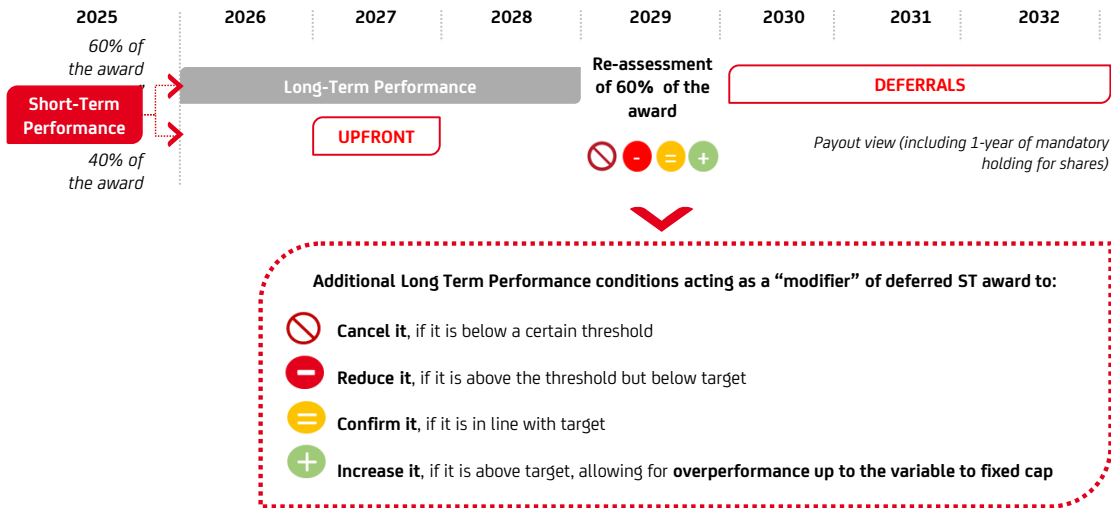 2025 2026 2027 2028 2029 2030 2031 2032
60% of
the award
Short-Term
Performance
40% of
the award
Long-Term Performance
UPFRONT
Re-assessment
of 60% of the
award
-
=
+
DEFERRALS
Payout view (including 1-year of mandatory
holding for shares)
Additional Long Term Performance conditions acting as a “modifier” of deferred ST award to:
Cancel it, if it is below a certain threshold
Reduce it, if it is above the threshold but below target
Confirm it, if it is in line with target
Increase it, if it is above target, allowing for overperformance up to the variable to fixed cap